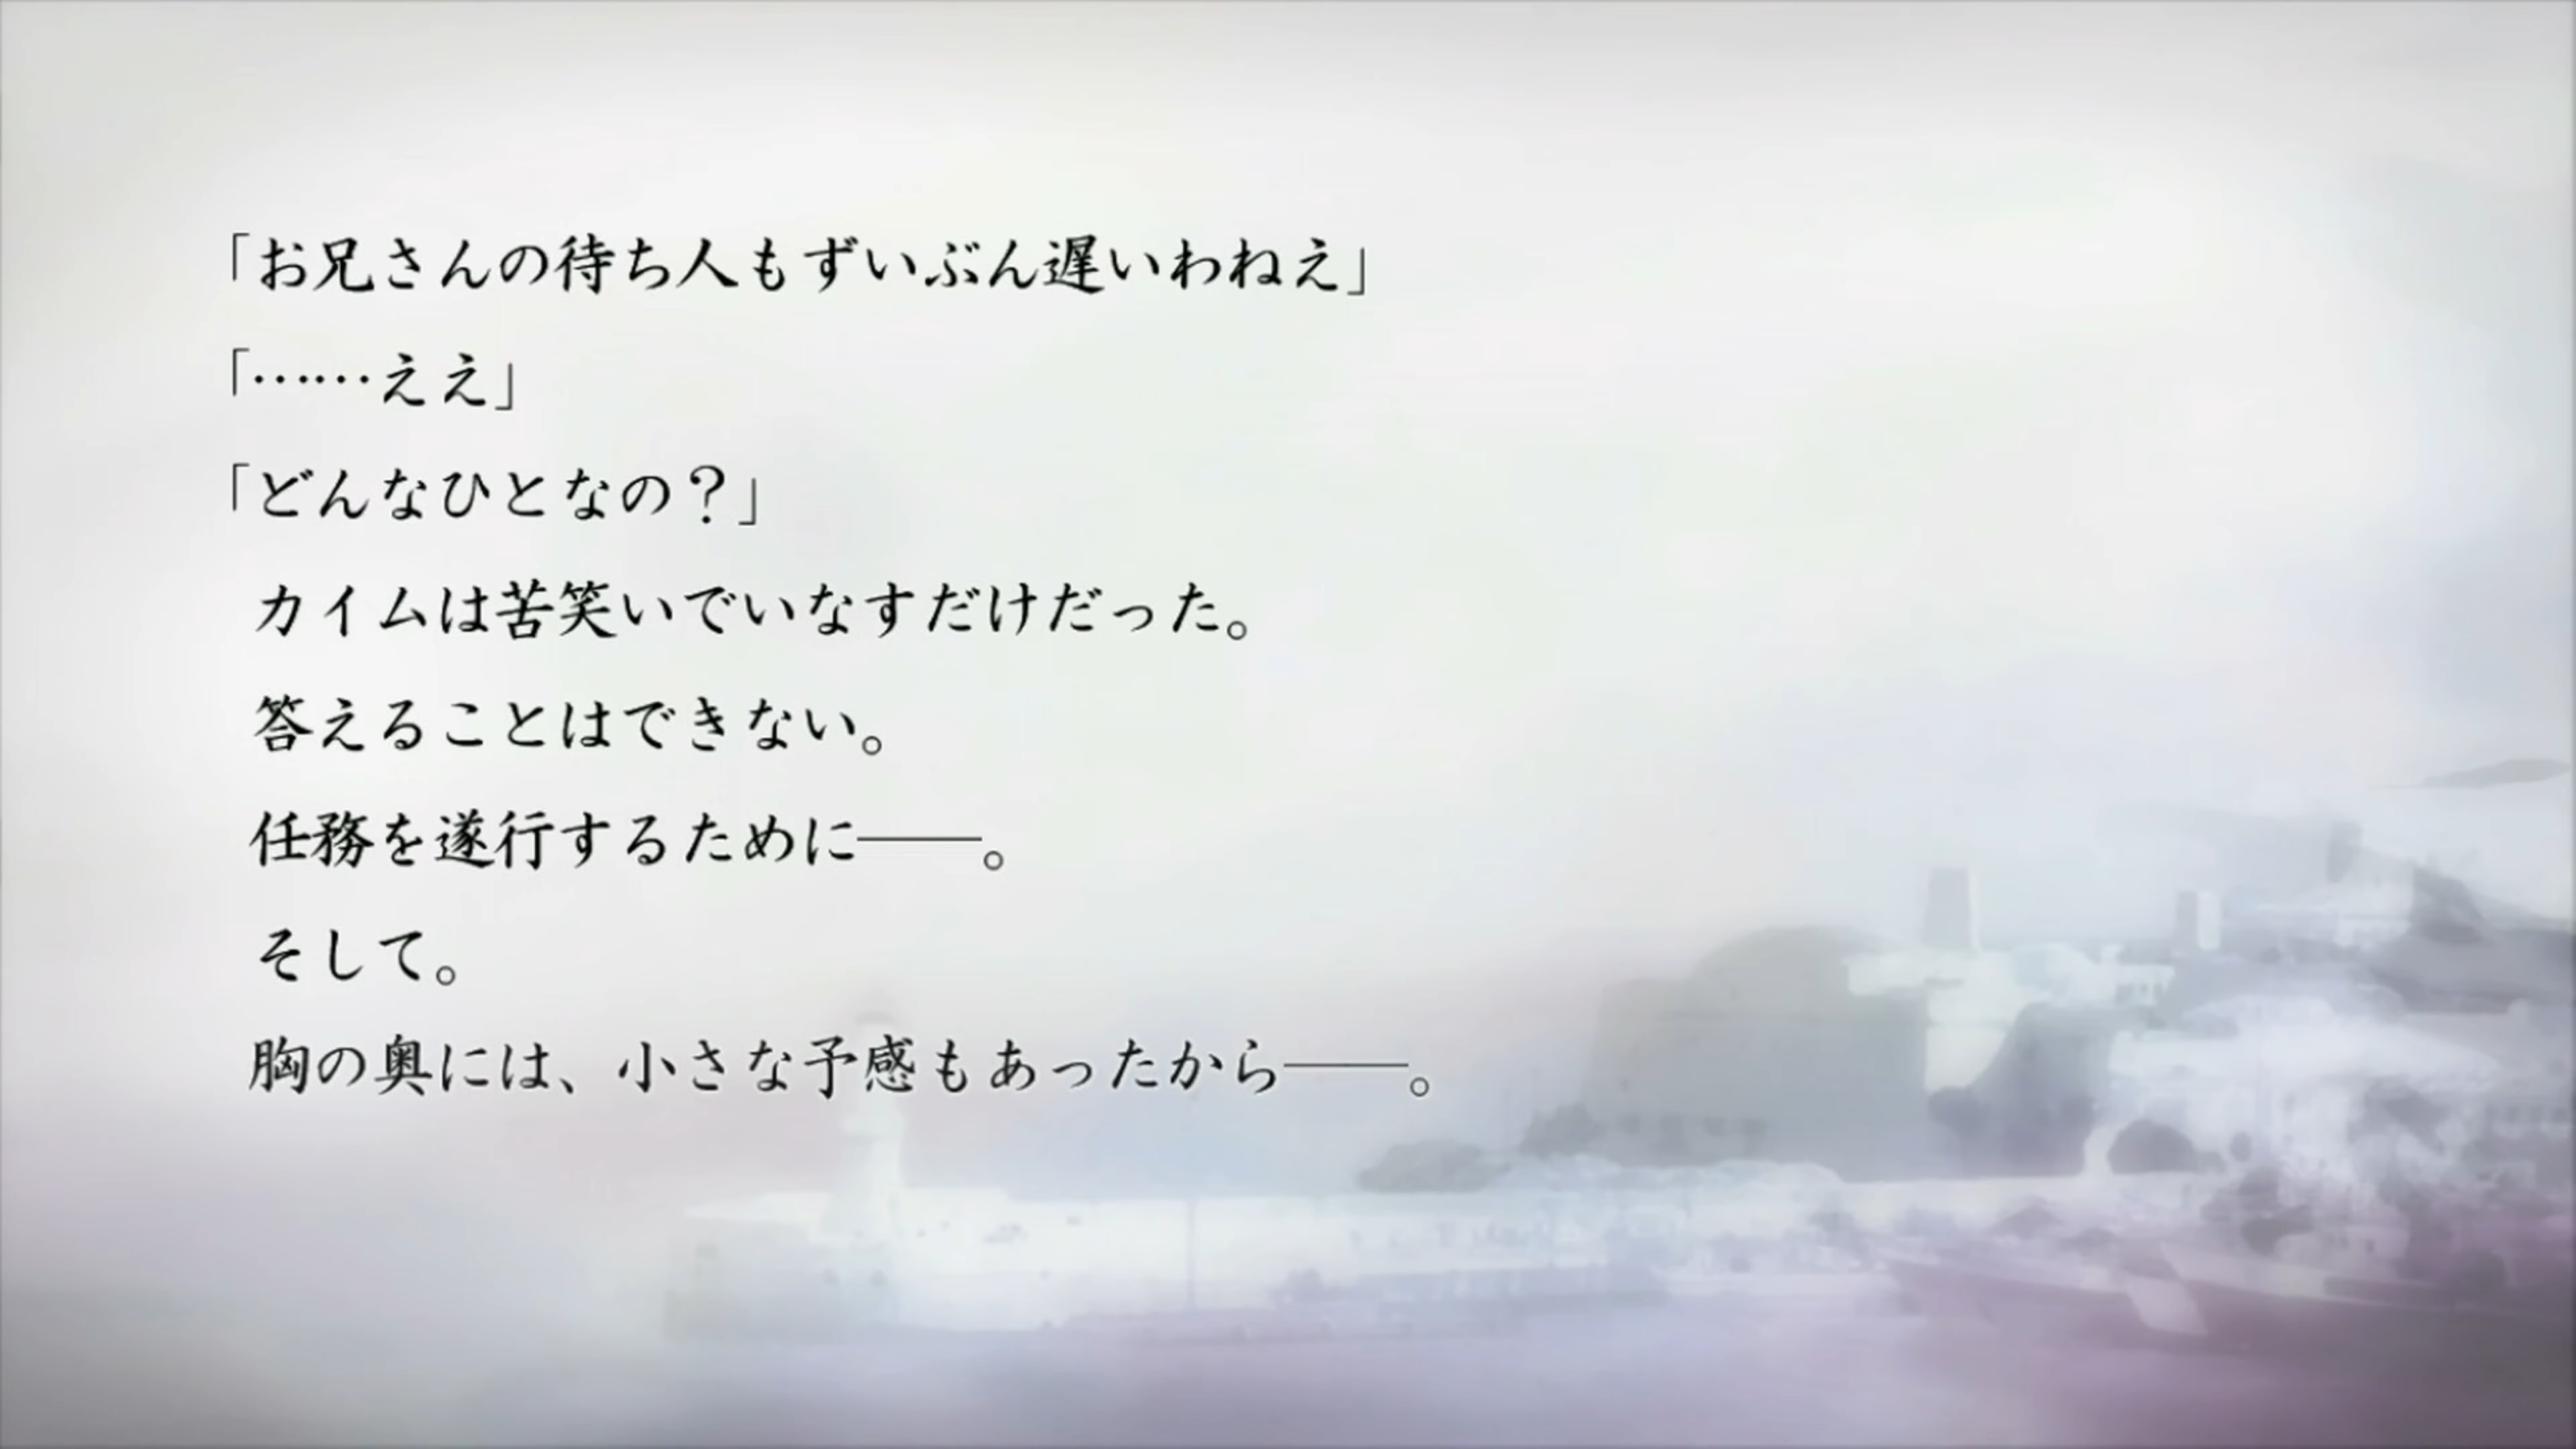 「お兄さんの待ち人もずいぶん遅いわねえ」
「……ええ」
「どんなひとなの？」
カイムは苦笑いでいなすだけだった。
答えることはできない。
任務を遂行するために――。
そして。
胸の奥には、小さな予感もあったから――。